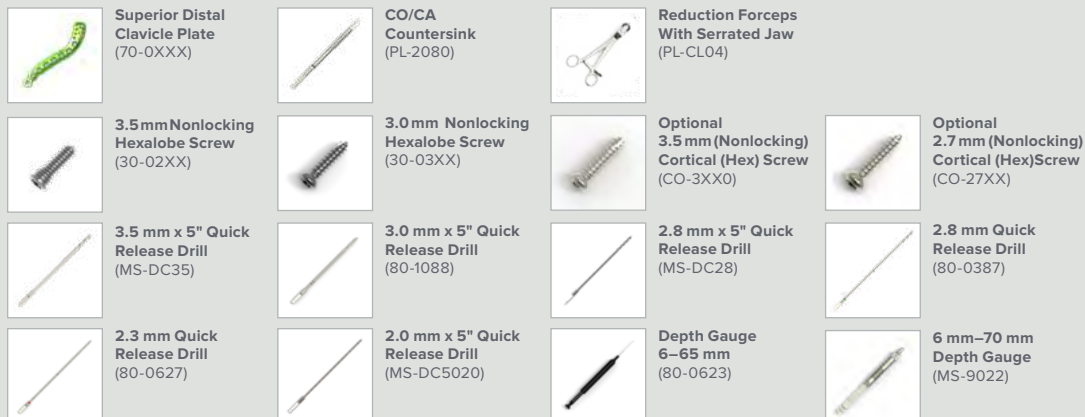 Superior Distal
Clavicle Plate
(70-0XXX)
CO/CA
Countersink
(PL-2080)
Reduction Forceps
With Serrated Jaw
(PL-CL04)
3.5 mm Nonlocking
Hexalobe Screw
(30-02XX)
3.0 mm Nonlocking
Hexalobe Screw
(30-03XX)
Optional
3.5 mm (Nonlocking)
Cortical (Hex) Screw
(CO-3XX0)
Optional
2.7 mm (Nonlocking)
Cortical (Hex)Screw
(CO-27XX)
3.5 mm x 5" Quick
Release Drill
(MS-DC35)
3.0 mm x 5" Quick
Release Drill
(80-1088)
2.8 mm x 5" Quick
Release Drill
(MS-DC28)
2.8 mm Quick
Release Drill
(80-0387)
2.3 mm Quick
Release Drill
(80-0627)
2.0 mm x 5" Quick
Release Drill
(MS-DC5020)
Depth Gauge
6–65 mm
(80-0623)
6 mm–70 mm
Depth Gauge
(MS-9022)